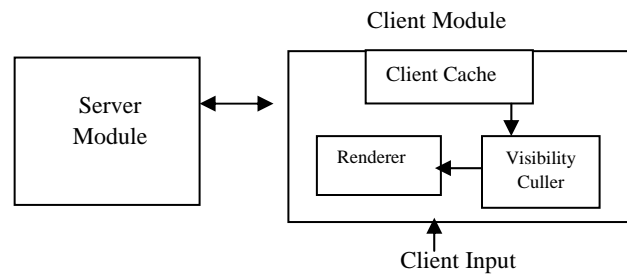 Client Module
Client Cache
Server
Module
Renderer
Visibility
Culler
Client Input